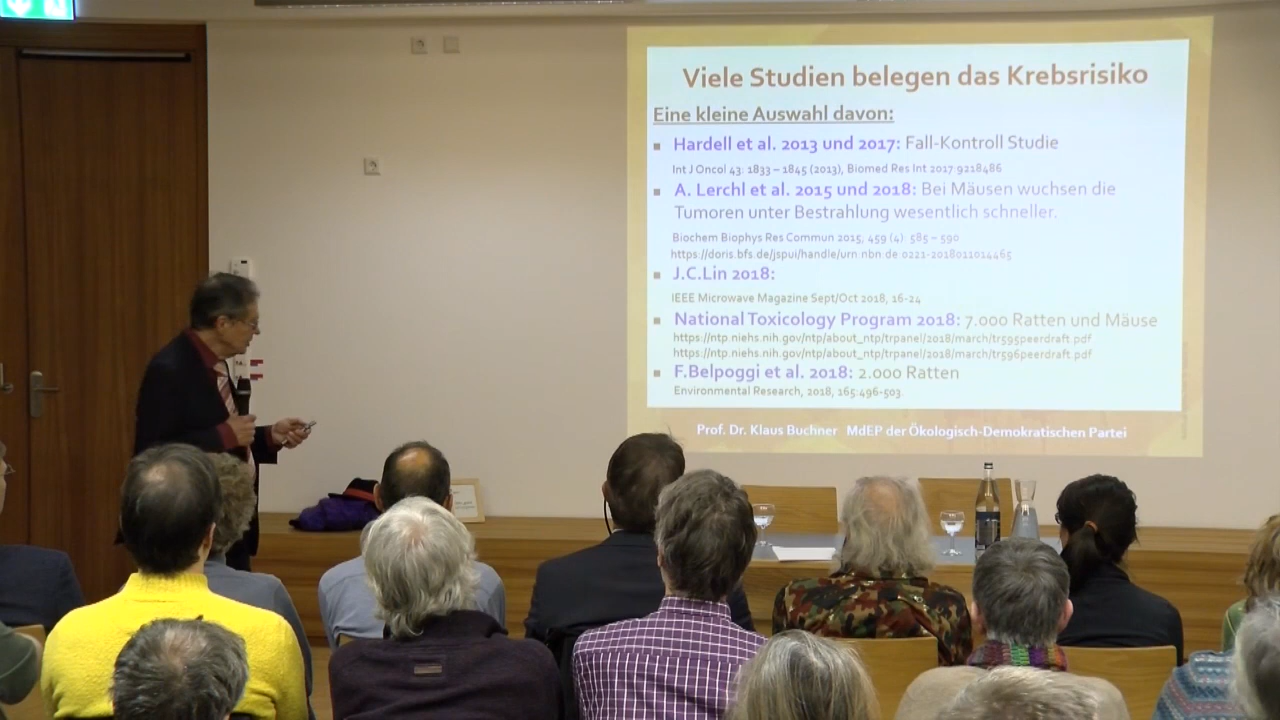 Viele Studien belegen das Krebsrisiko
Eine kleine Auswahl davon:
Hardell et al. 2013 und 2017: Fall-Kontroll Studie
Int J Oncol 43: 1833 – 1845 (2013), Biomed Res Int 2017:9218486
A. Lerchl et al. 2015 und 2018: Bei Mäusen wuchsen die
Tumoren unter Bestrahlung wesentlich schneller.
Biochem Biophys Res Commun 2015, 459 (4): 585 – 590
https://doris.bfs.de/jspui/handle/urn:nbn:de:0221-2018011014465
J.C.Lin 2018:
IEEE Microwave Magazine Sept/Oct 2018, 16-24
National Toxicology Program 2018: 7.000 Ratten und Mäuse
https://ntp.niehs.nih.gov/ntp/about_ntp/trpanel/2018/march/tr595peerdraft.pdf
https://ntp.niehs.nih.gov/ntp/about_ntp/trpanel/2018/march/tr596peerdraft.pdf
F.Belpoggi et al. 2018: 2.000 Ratten
Environmental Research, 2018, 165:496-503.
Prof. Dr. Klaus Buchner MdEP der Ökologisch-Demokratischen Partei